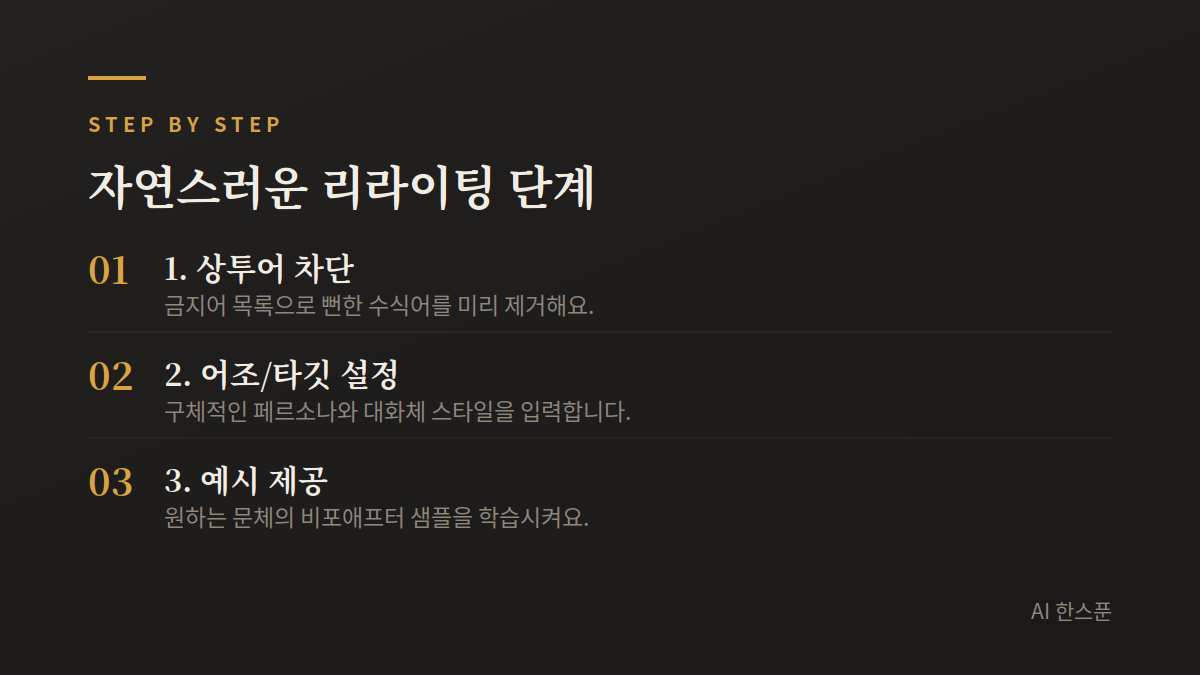 STEP BY STEP
자연스러운 리라이팅 단계
01 1. 상투어 차단
금지어 목록으로 뻔한 수식어를 미리 제거해요.
02 2. 어조/타깃 설정
구체적인 페르소나와 대화체 스타일을 입력합니다.
03 3. 예시 제공
원하는 문체의 비포애프터 샘플을 학습시켜요.
AI 한스푼